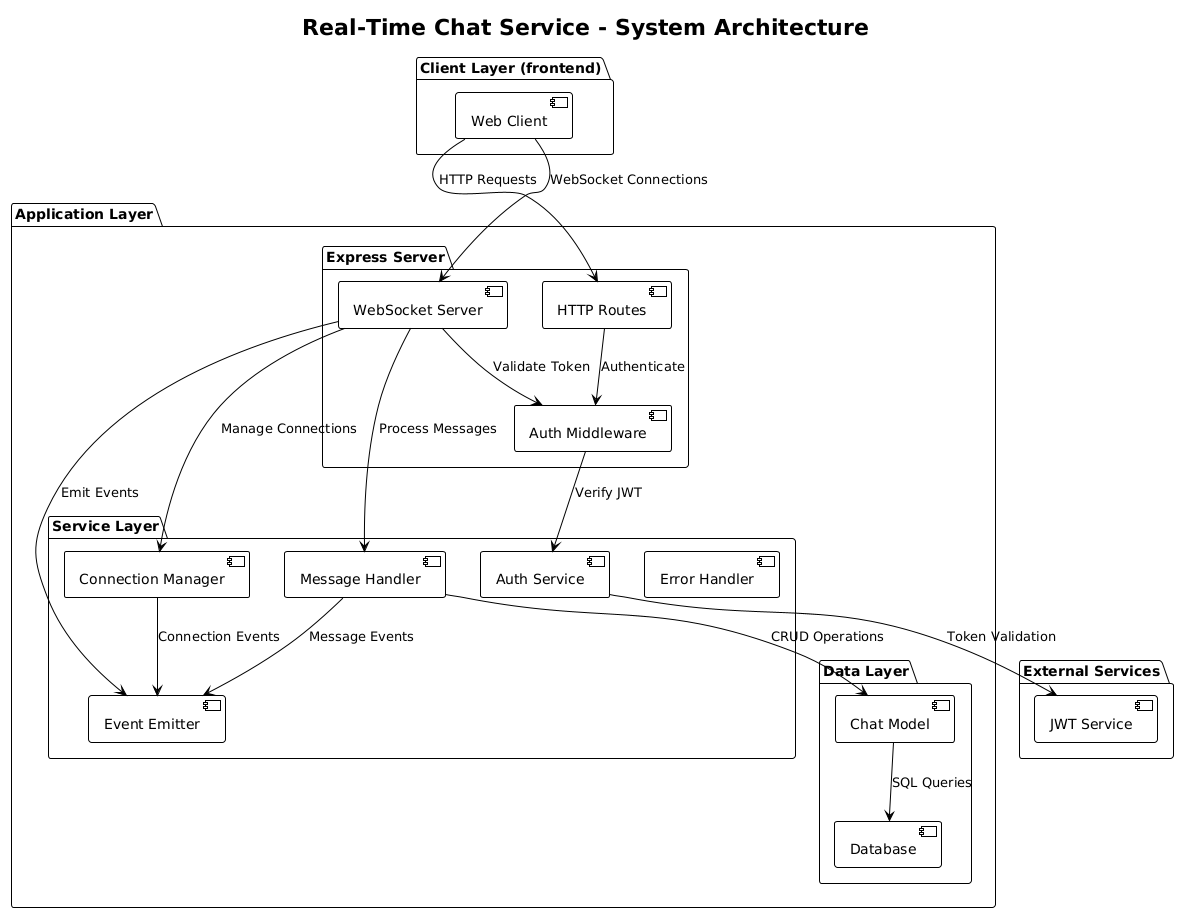 Real-Time Chat Service - System Architecture
Client Layer (frontend)
Web Client
HTTP Requests
WebSocket Connections
Application Layer
Express Server
WebSocket Server
HTTP Routes
Validate Token
Authenticate
Manage Connections
Process Messages
Auth Middleware
Emit Events
Verify JWT
Service Layer
Connection Manager
Message Handler
Auth Service
Error Handler
Connection Events
Message Events
CRUD Operations
Token Validation
Data Layer
External Services
Event Emitter
Chat Model
JWT Service
SQL Queries
Database